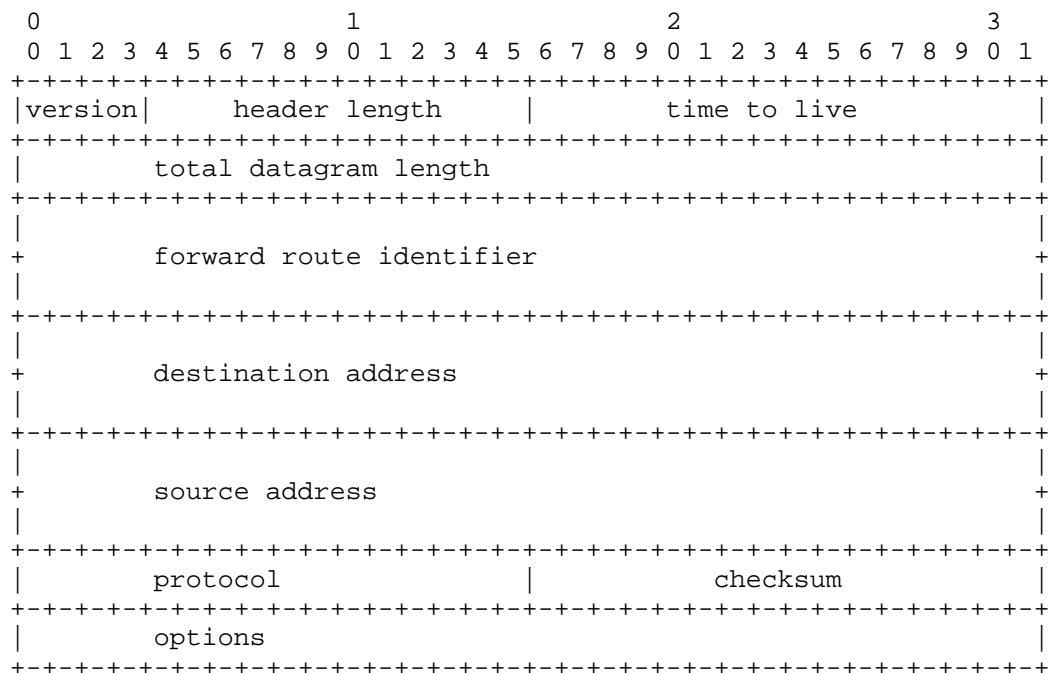 0                   1                   2                   3
 0 1 2 3 4 5 6 7 8 9 0 1 2 3 4 5 6 7 8 9 0 1 2 3 4 5 6 7 8 9 0 1
+-+-+-+-+-+-+-+-+-+-+-+-+-+-+-+-+-+-+-+-+-+-+-+-+-+-+-+-+-+-+-+-+
|version|     header length     |        time to live           |
+-+-+-+-+-+-+-+-+-+-+-+-+-+-+-+-+-+-+-+-+-+-+-+-+-+-+-+-+-+-+-+-+
|        total datagram length                                  |
+-+-+-+-+-+-+-+-+-+-+-+-+-+-+-+-+-+-+-+-+-+-+-+-+-+-+-+-+-+-+-+-+
|                                                               |
+        forward route identifier                               +
|                                                               |
+-+-+-+-+-+-+-+-+-+-+-+-+-+-+-+-+-+-+-+-+-+-+-+-+-+-+-+-+-+-+-+-+
|                                                               |
+        destination address                                    +
|                                                               |
+-+-+-+-+-+-+-+-+-+-+-+-+-+-+-+-+-+-+-+-+-+-+-+-+-+-+-+-+-+-+-+-+
|                                                               |
+        source address                                         +
|                                                               |
+-+-+-+-+-+-+-+-+-+-+-+-+-+-+-+-+-+-+-+-+-+-+-+-+-+-+-+-+-+-+-+-+
|        protocol               |           checksum            |
+-+-+-+-+-+-+-+-+-+-+-+-+-+-+-+-+-+-+-+-+-+-+-+-+-+-+-+-+-+-+-+-+
|        options                                                |
+-+-+-+-+-+-+-+-+-+-+-+-+-+-+-+-+-+-+-+-+-+-+-+-+-+-+-+-+-+-+-+-+